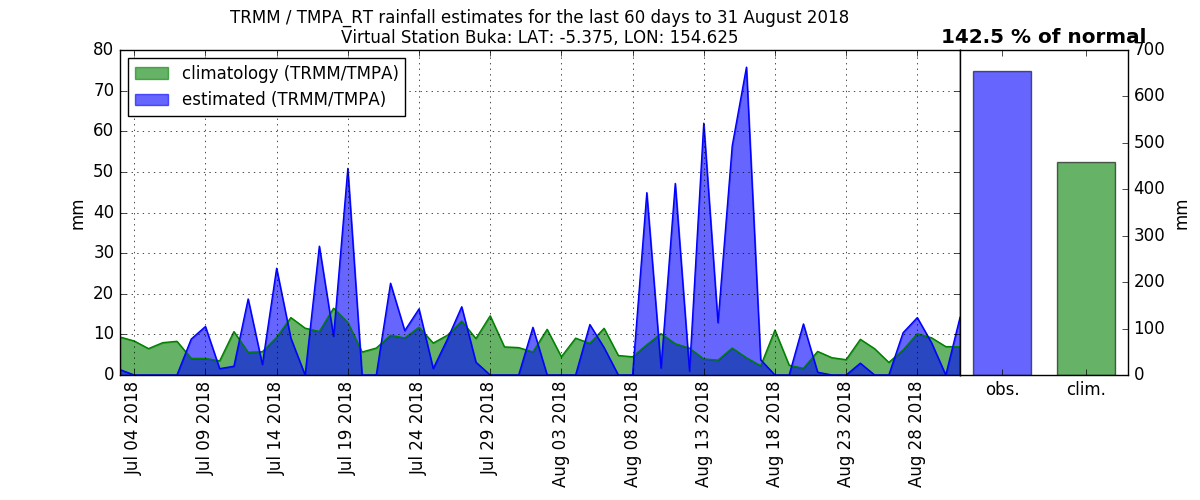 TRMM / TMPA_RT rainfall estimates for the last 60 days to 31 August 2018
Virtual Station Buka: LAT: -5.375, LON: 154.625
142.5 % of normal
climatology (TRMM/TMPA)
estimated (TRMM/TMPA)
80
70
60
50
40
30
20
10
0
mm
Jul 04 2018
Jul 09 2018
Jul 14 2018
Jul 19 2018
Jul 24 2018
Jul 29 2018
Aug 03 2018
Aug 08 2018
Aug 13 2018
Aug 18 2018
Aug 23 2018
Aug 28 2018
700
600
500
400
300
200
100
0
mm
obs.
clim.